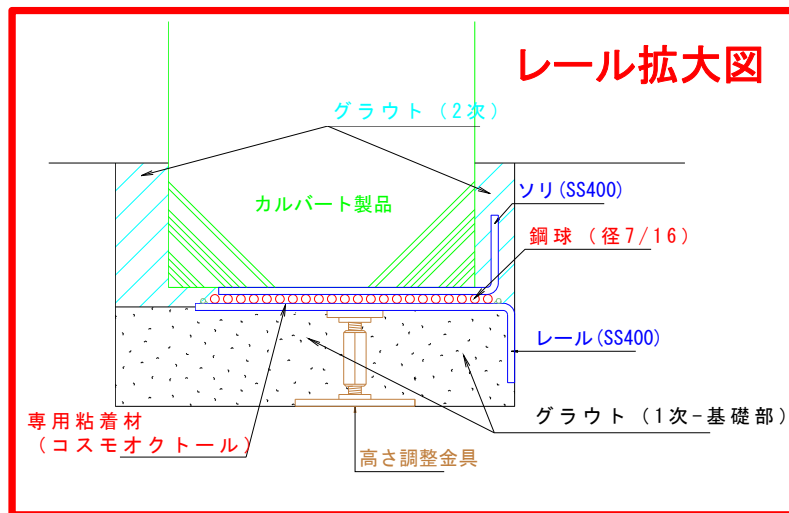 レール拡大図
グラウト（2次）
ソリ(SS400)
カルバート製品
鋼球（径7/16）
レール(SS400)
グラウト（1次-基礎部）
専用粘着材
（コスモオクトール）
高さ調整金具